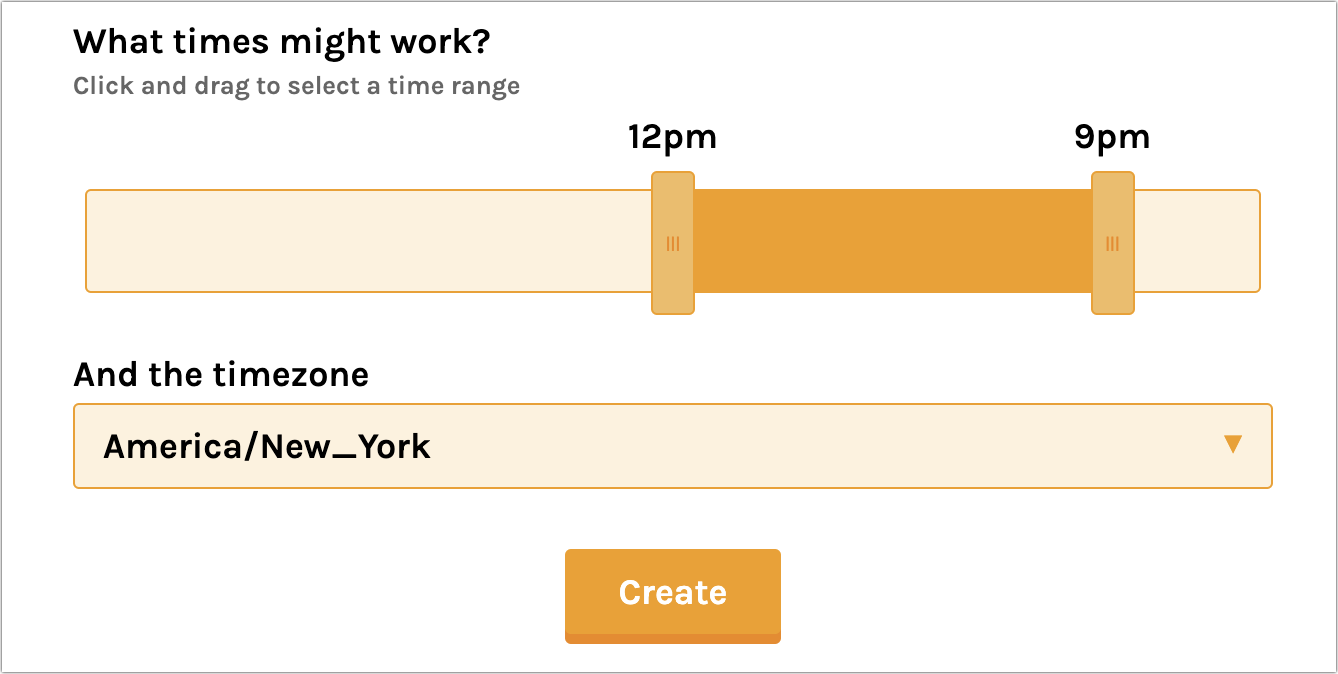 What times might work?
Click and drag to select a time range
12pm 9pm
And the timezone
America/New_York
Create